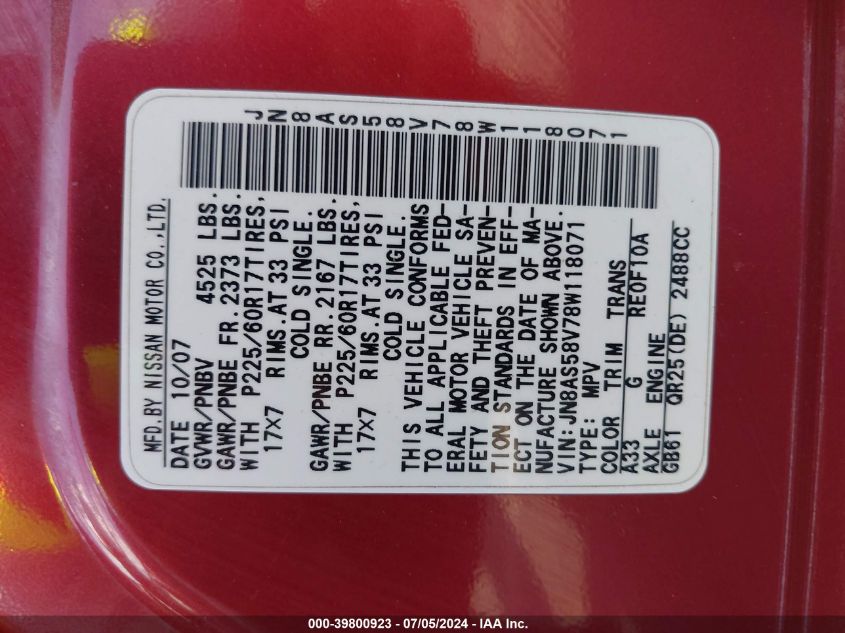 JN8AS58V78W118071
MFD.BY NISSAN MOTOR CO.,LTD.
DATE 10/07
GVWR/PNBV 4525 LBS.
GAWR/PNBE FR.2373 LBS.
WITH P225/60R17TIRES,
17X7 RIMS.AT 33 PSI
COLD SINGLE.
GAWR/PNBE RR.2167 LBS.
WITH P225/60R17TIRES,
17X7 RIMS.AT 33 PSI
COLD SINGLE.
THIS VEHICLE CONFORMS
TO ALL APPLICABLE FED-
ERAL MOTOR VEHICLE SA-
FETY AND THEFT PREVEN-
TION STANDARDS IN EFF-
ECT ON THE DATE OF MA-
NUFACTURE SHOWN ABOVE.
VIN:JN8AS58V78W118071
TYPE: MPV
COLOR TRIM TRANS
A33 G RE0F10A
AXLE ENGINE
GB61 QR25(DE) 2488CC
000-39800923 - 07/05/2024 - IAA Inc.